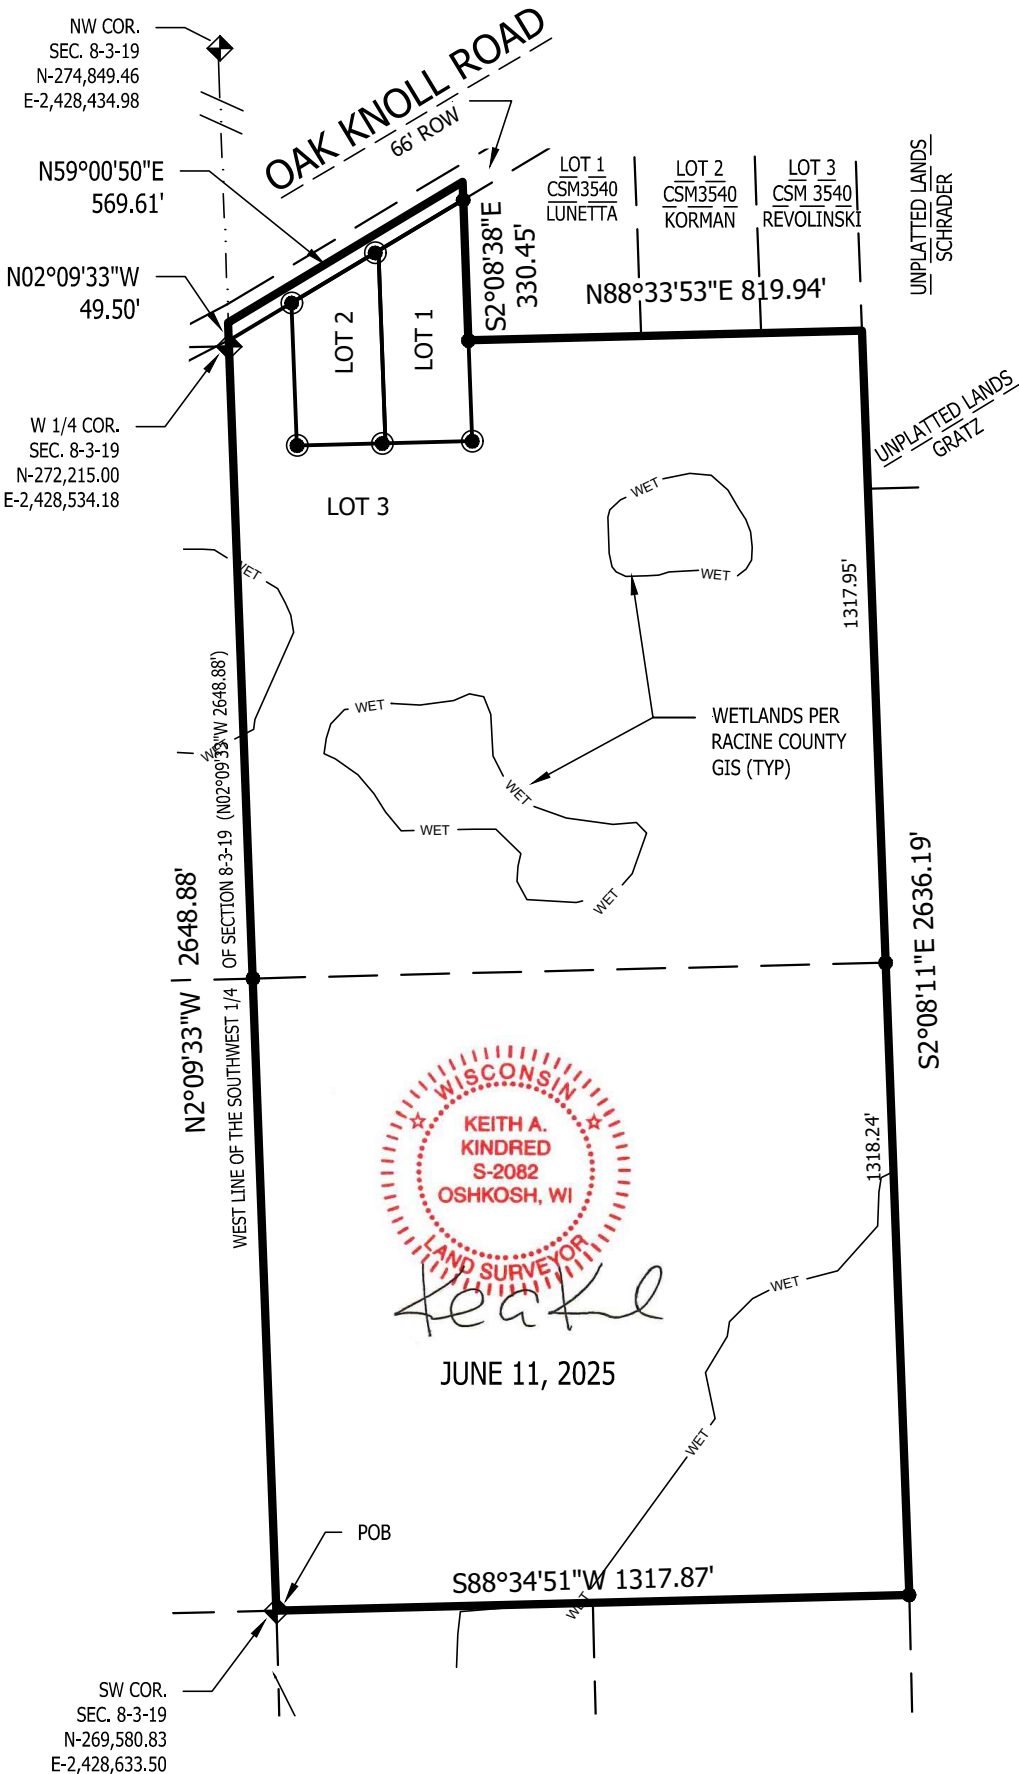 NW COR.
SEC. 8-3-19
N-274,849.46
E-2,428,434.98
OAK KNOLL ROAD
66' ROW
N59°00'50"E
569.61'
N02°09'33"W
49.50'
W 1/4 COR.
SEC. 8-3-19
N-272,215.00
E-2,428,534.18
LOT 1
CSM3540
LUNETTA
LOT 2
CSM3540
KORMAN
LOT 3
CSM 3540
REVOLINSKI
UNPLATTED LANDS
SCHRADER
S2°08'38"E
330.45'
N88°33'53"E 819.94'
LOT 2
LOT 1
LOT 3
UNPLATTED LANDS
GRATZ
WET
WET
WET
WET
WET
WET
WET
WET
WET
1317.95'
WETLANDS PER
RACINE COUNTY
GIS (TYP)
N2°09'33"W 2648.88'
WEST LINE OF THE SOUTHWEST 1/4 OF SECTION 8-3-19 (N02°09'33"W 2648.88')
S2°08'11"E 2636.19'
1318.24'
WISCONSIN
KEITH A.
KINDRED
S-2082
OSHKOSH, WI
LAND SURVEYOR
JUNE 11, 2025
WET
WET
WET
POB
S88°34'51"W 1317.87'
SW COR.
SEC. 8-3-19
N-269,580.83
E-2,428,633.50